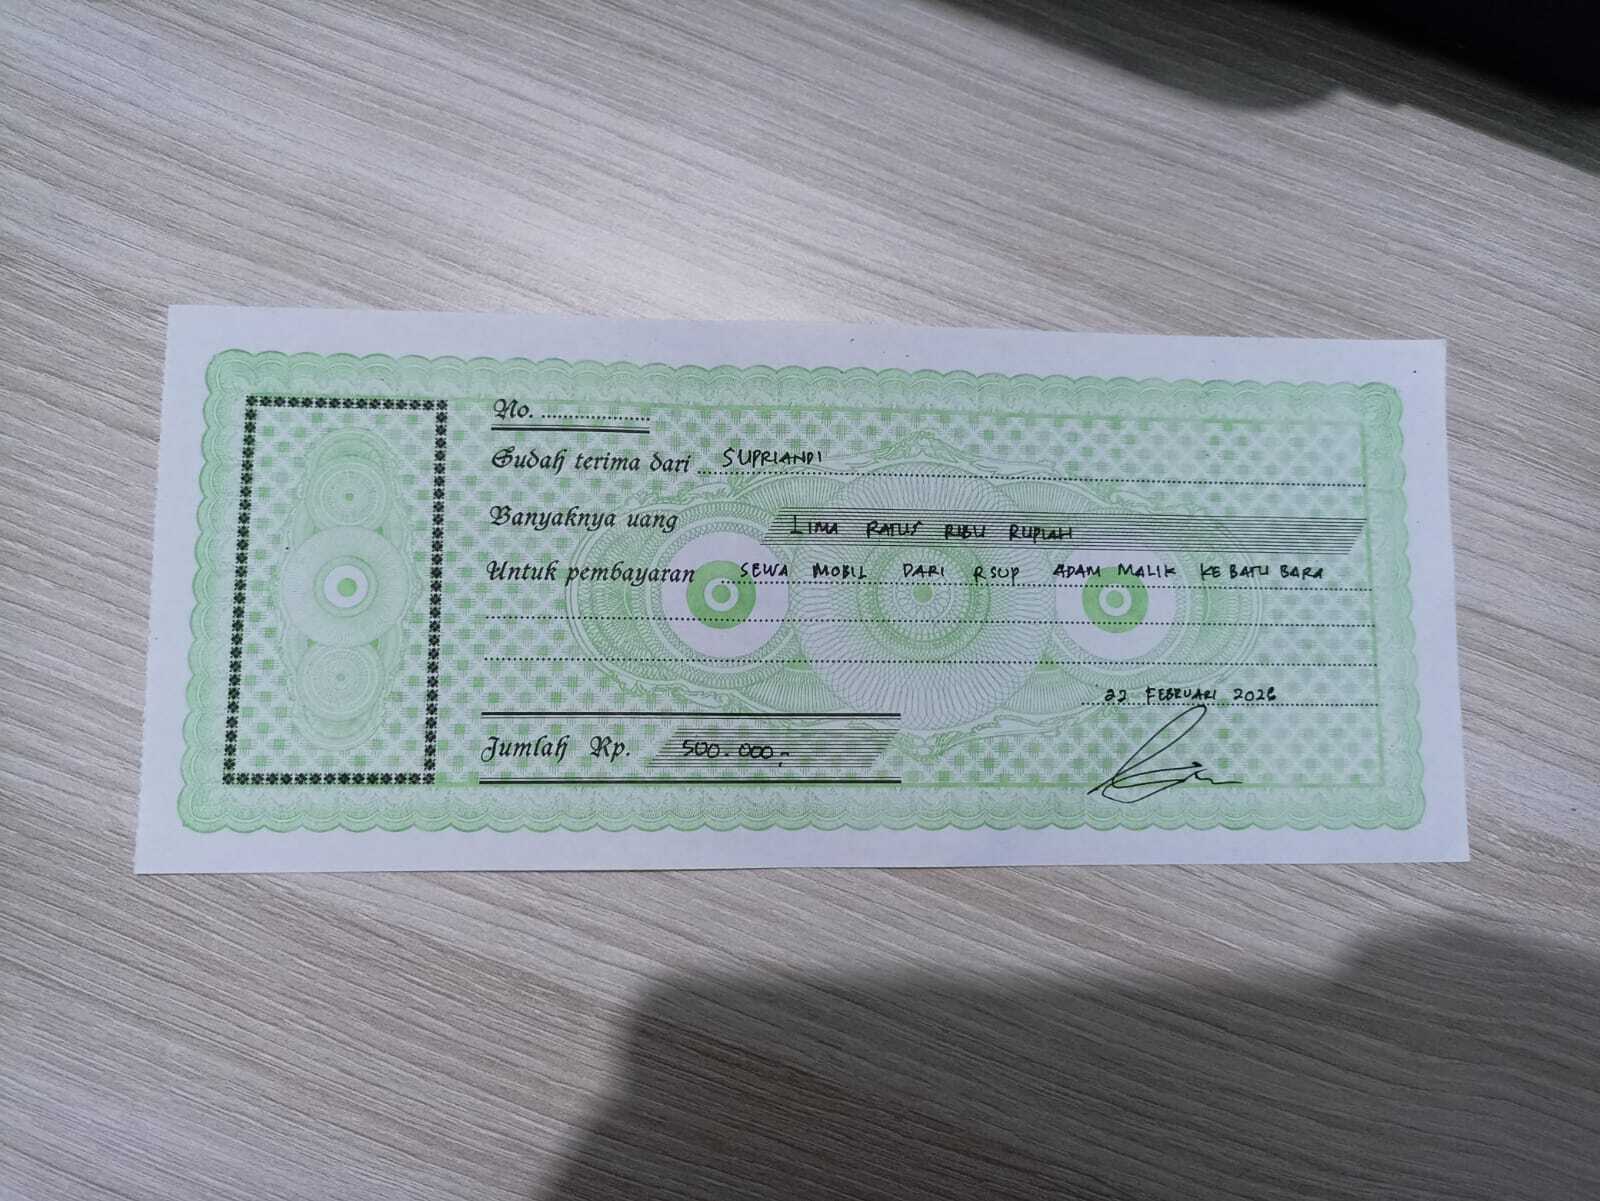 No. ....................
Sudah terima dari SUPRIANDI
Banyaknya uang LIMA RATUS RIBU RUPIAH
Untuk pembayaran SEWA MOBIL DARI RSUP ADAM MALIK KE BATU BARA
22 FEBRUARI 2026
Jumlah Rp. 500.000,-